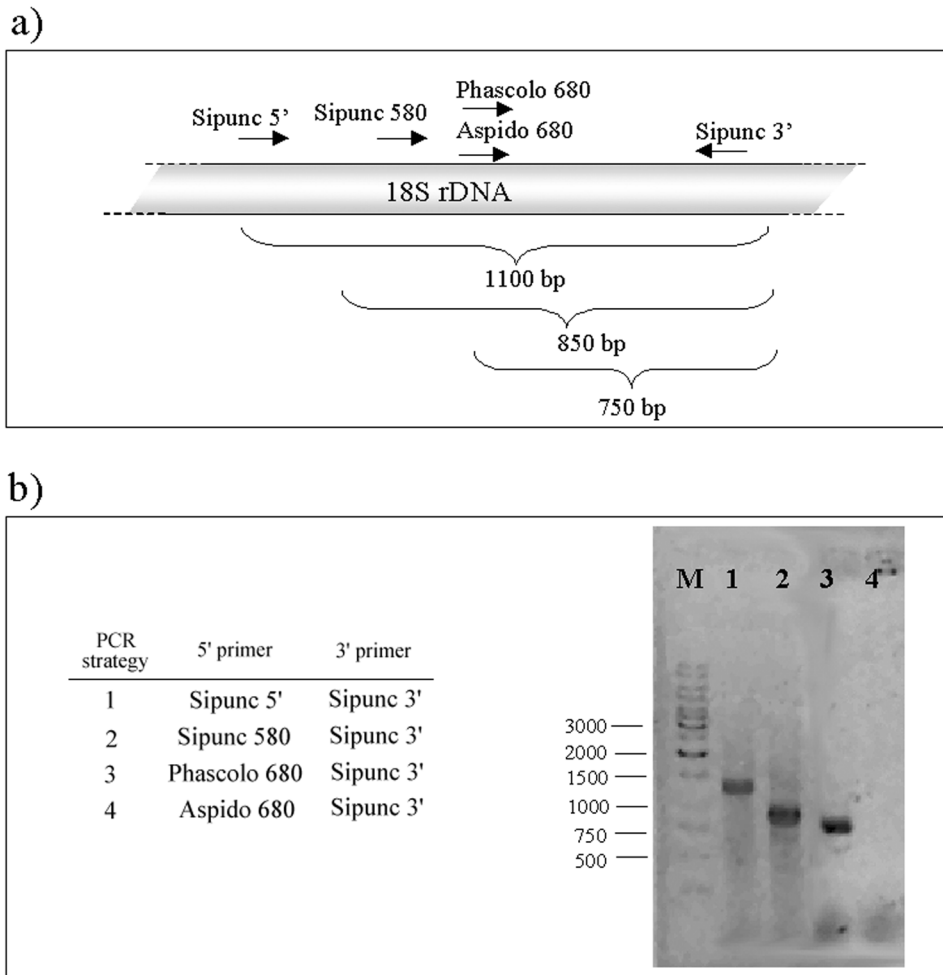 a)
Phascolo 680
Sipunc 5' Sipunc 580 Aspido 680 Sipunc 3'
18S rDNA
1100 bp
850 bp
750 bp
b)
M 1 2 3 4
PCR strategy 5' primer 3' primer
1 Sipunc 5' Sipunc 3'
2 Sipunc 580 Sipunc 3'
3 Phascolo 680 Sipunc 3'
4 Aspido 680 Sipunc 3'
3000
2000
1500
1000
750
500